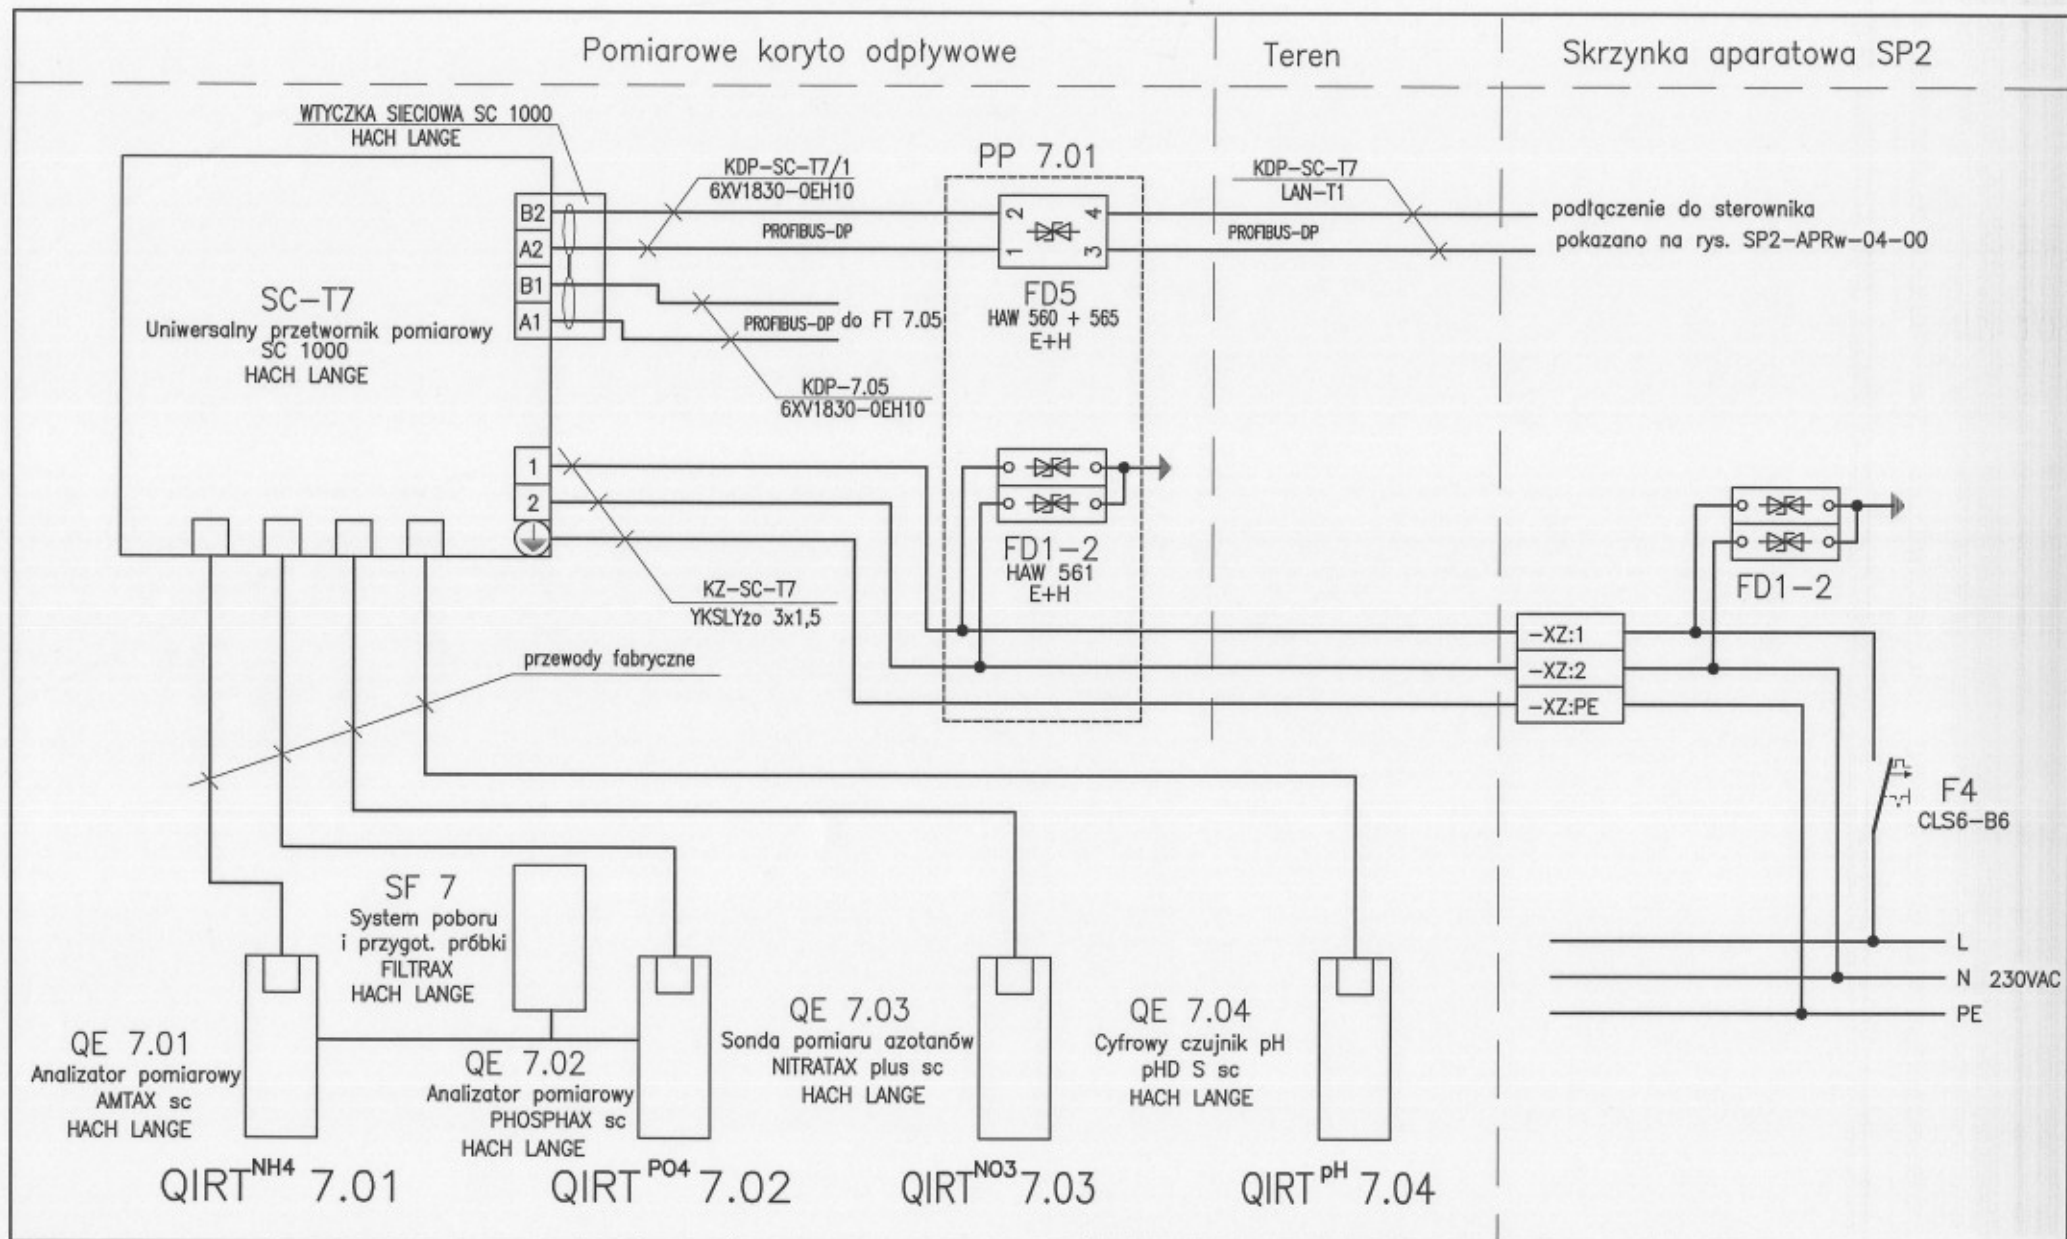 Pomiarowe koryto odpływowe
Teren
Skrzynka aparatowa SP2
WTYCZKA SIECIOWA SC 1000
HACH LANGE
KDP-SC-T7/1
6XV1830-0EH10
PROFIBUS-DP
PP 7.01
KDP-SC-T7
LAN-T1
PROFIBUS-DP
podłączenie do sterownika
pokazano na rys. SP2-APRw-04-00
B2
A2
B1
A1
2
1
4
3
FD5
HAW 560 + 565
E+H
SC-T7
Uniwersalny przetwornik pomiarowy
SC 1000
HACH LANGE
PROFIBUS-DP do FT 7.05
KDP-7.05
6XV1830-0EH10
1
2
FD1-2
HAW 561
E+H
FD1-2
KZ-SC-T7
YKSLYżo 3x1,5
przewody fabryczne
-XZ:1
-XZ:2
-XZ:PE
F4
CLS6-B6
L
N 230VAC
PE
SF 7
System poboru
i przygot. próbki
FILTRAX
HACH LANGE
QE 7.01
Analizator pomiarowy
AMTAX sc
HACH LANGE
QE 7.02
Analizator pomiarowy
PHOSPHAX sc
HACH LANGE
QE 7.03
Sonda pomiaru azotanów
NITRATAX plus sc
HACH LANGE
QE 7.04
Cyfrowy czujnik pH
pHD S sc
HACH LANGE
QIRT NH4 7.01
QIRT PO4 7.02
QIRT NO3 7.03
QIRT pH 7.04